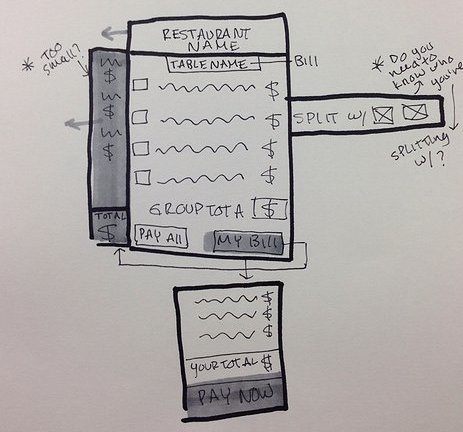 RESTAURANT
NAME
* TOO
small?
TABLE NAME
Bill
* Do you
need to
know who
you're
SPLITTING
W/?
$
$
$
$
$
$
$
SPLIT W/
GROUP TOTA $
TOTAL
$
PAY All
MY BILL
$
$
$
YOUR TOTAL $
PAY NOW